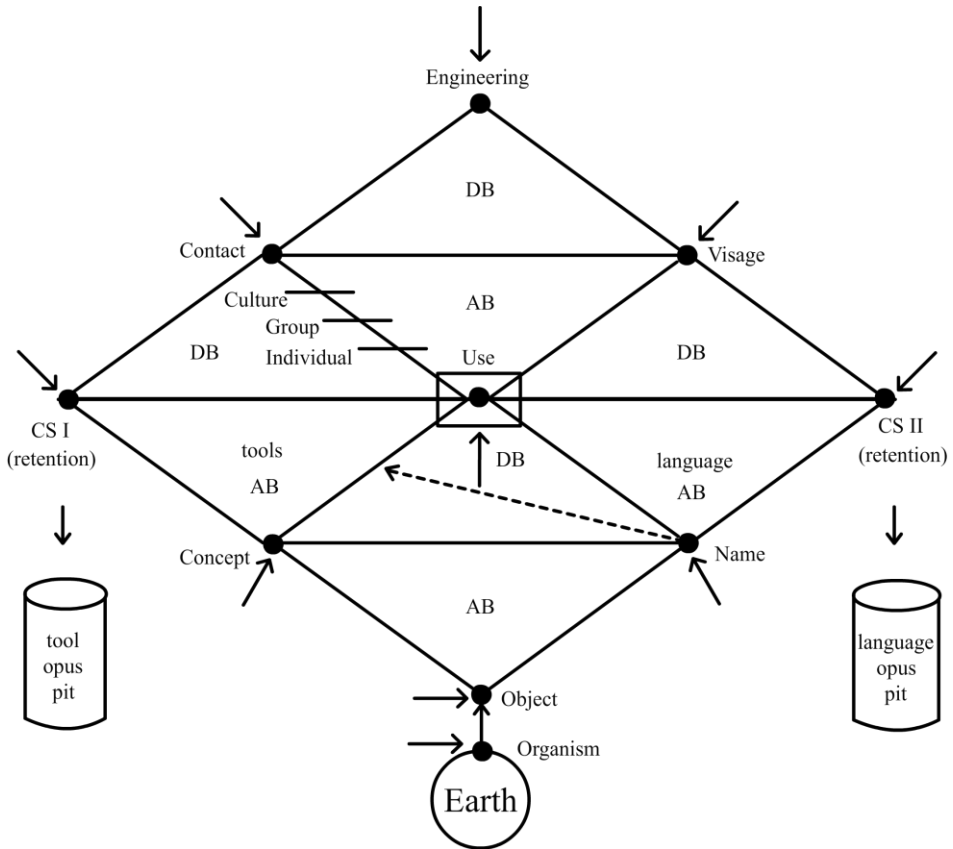 Engineering
DB
Contact
Visage
Culture
AB
Group
DB
Individual
Use
DB
CS I
(retention)
CS II
(retention)
tools
DB
language
AB
AB
Concept
Name
AB
tool
opus
pit
language
opus
pit
Object
Organism
Earth